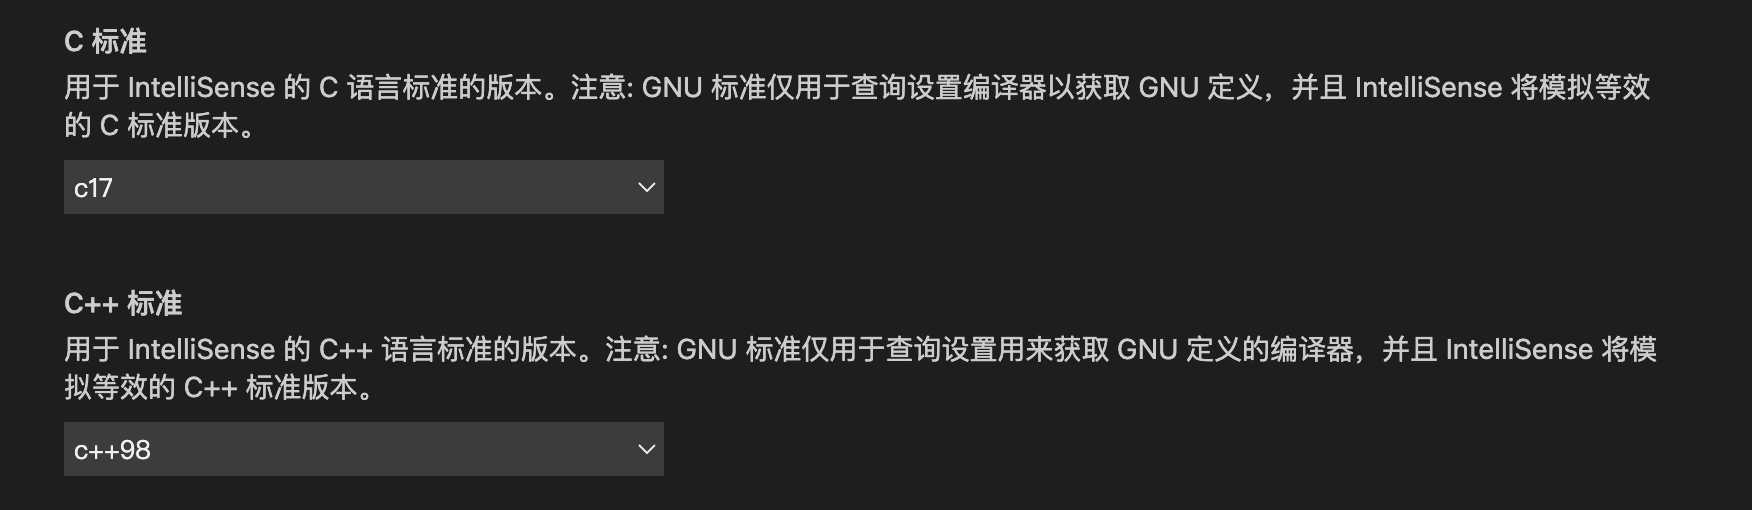 C 标准
用于 IntelliSense 的 C 语言标准的版本。注意: GNU 标准仅用于查询设置编译器以获取 GNU 定义，并且 IntelliSense 将模拟等效
的 C 标准版本。
c17
C++ 标准
用于 IntelliSense 的 C++ 语言标准的版本。注意: GNU 标准仅用于查询设置用来获取 GNU 定义的编译器，并且 IntelliSense 将模
拟等效的 C++ 标准版本。
c++98